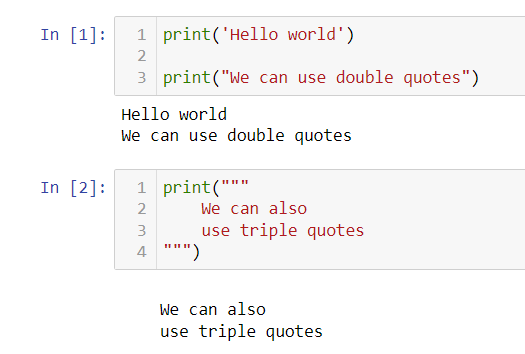 In [1]: 1 print('Hello world')
2
3 print("We can use double quotes")
Hello world
We can use double quotes
In [2]: 1 print("""
2     We can also
3     use triple quotes
4 """)
    We can also
    use triple quotes